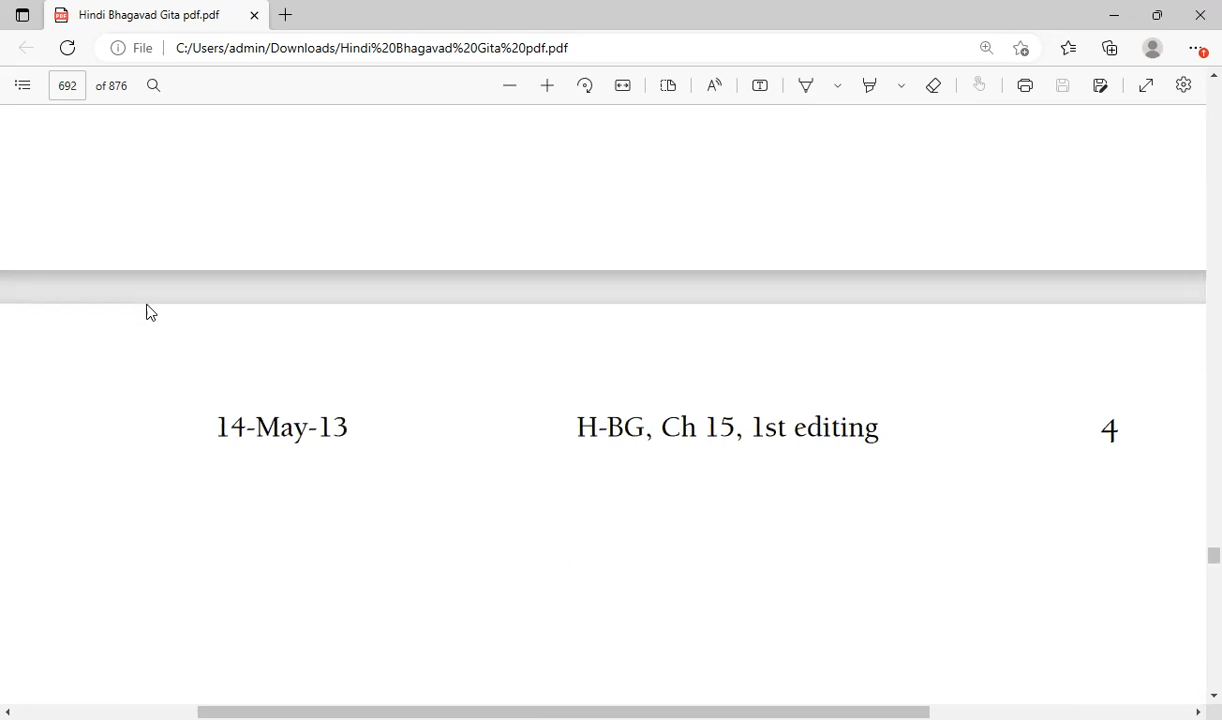 Hindi Bhagavad Gita pdf.pdf
File C:/Users/admin/Downloads/Hindi%20Bhagavad%20Gita%20pdf.pdf
692 of 876
14-May-13 H-BG, Ch 15, 1st editing 4